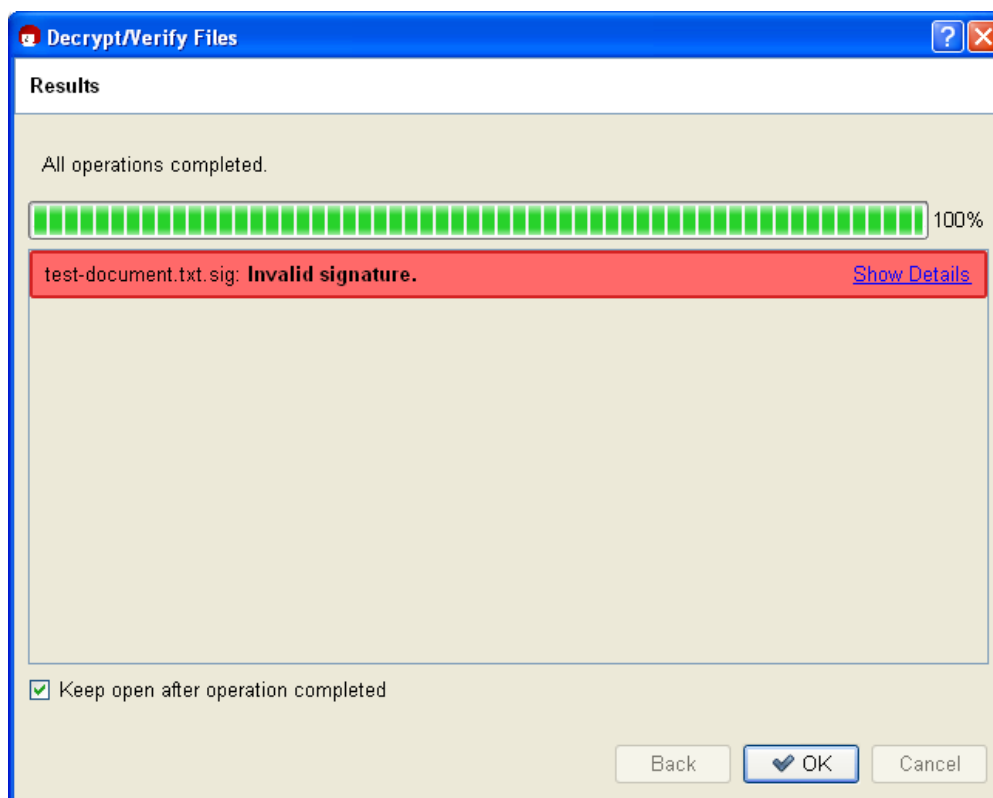 Decrypt/Verify Files
Results
All operations completed.
100%
test-document.txt.sig: Invalid signature. Show Details
Keep open after operation completed
Back OK Cancel